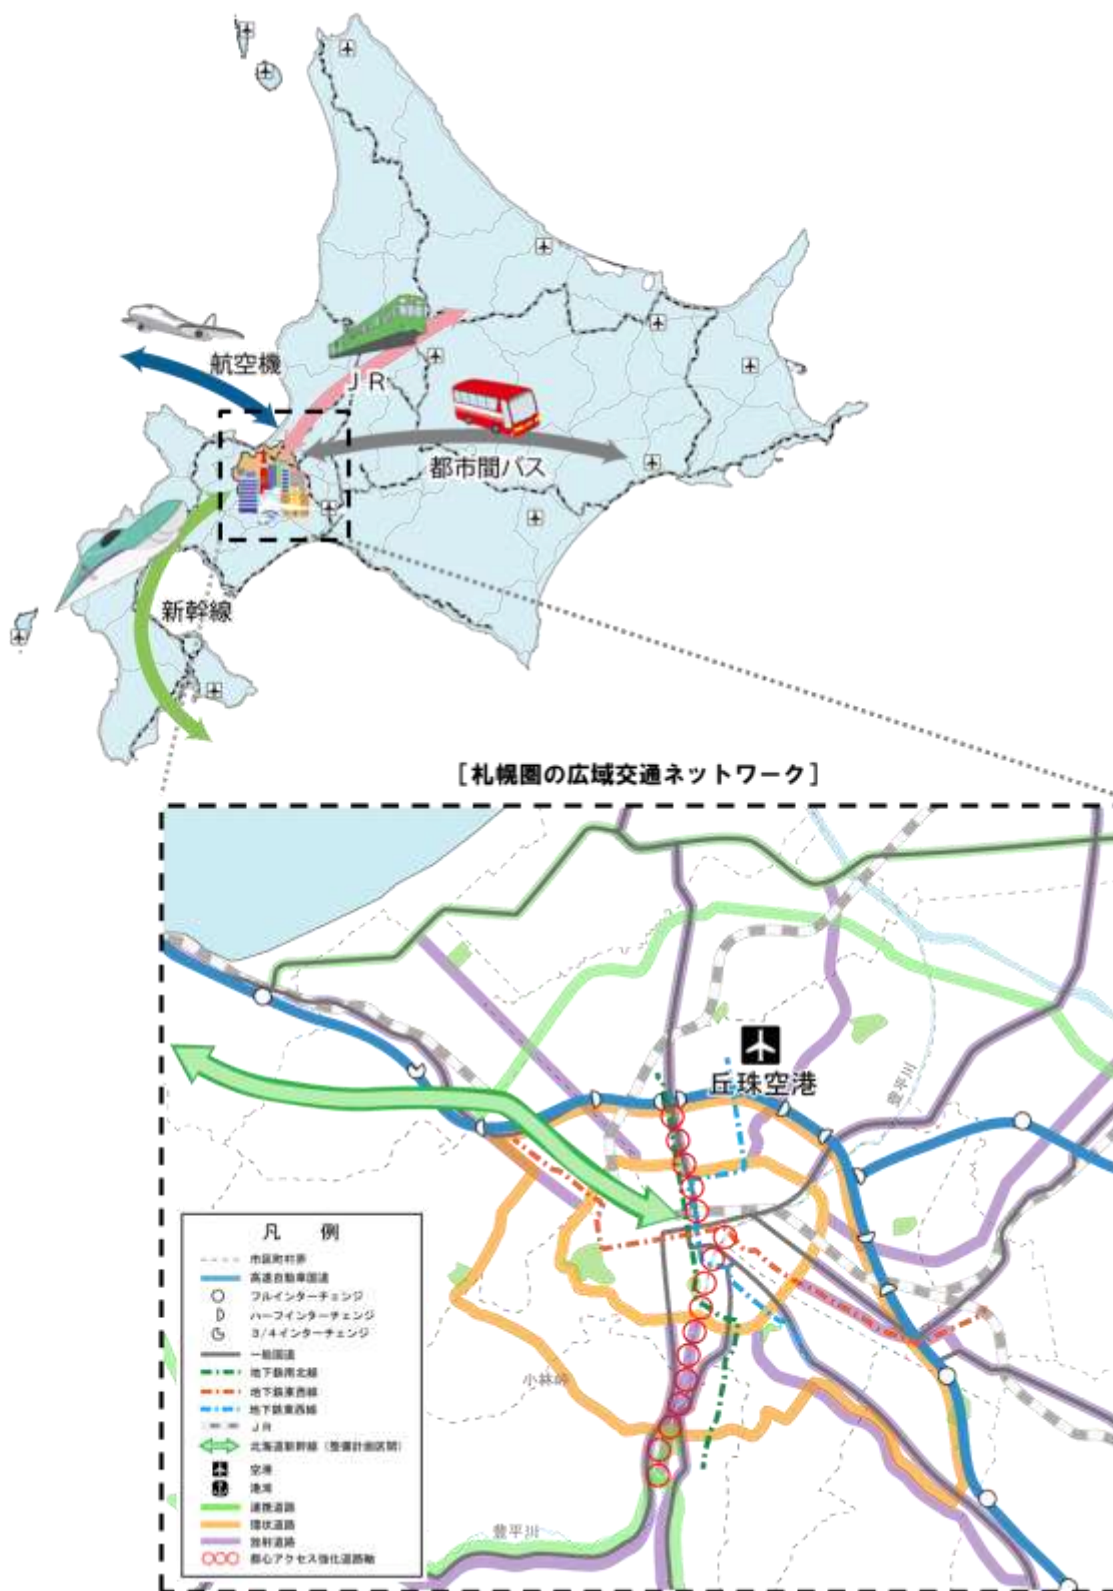 航空機
ＪＲ
都市間バス
新幹線
［札幌圏の広域交通ネットワーク］
丘珠空港
豊平川
小林峠
豊平川
凡　例
市区町村界
高速自動車国道
フルインターチェンジ
ハーフインターチェンジ
３/４インターチェンジ
一般国道
地下鉄南北線
地下鉄東西線
地下鉄東西線
ＪＲ
北海道新幹線（整備計画区間）
空港
港湾
連携道路
環状道路
放射道路
都心アクセス強化道路軸